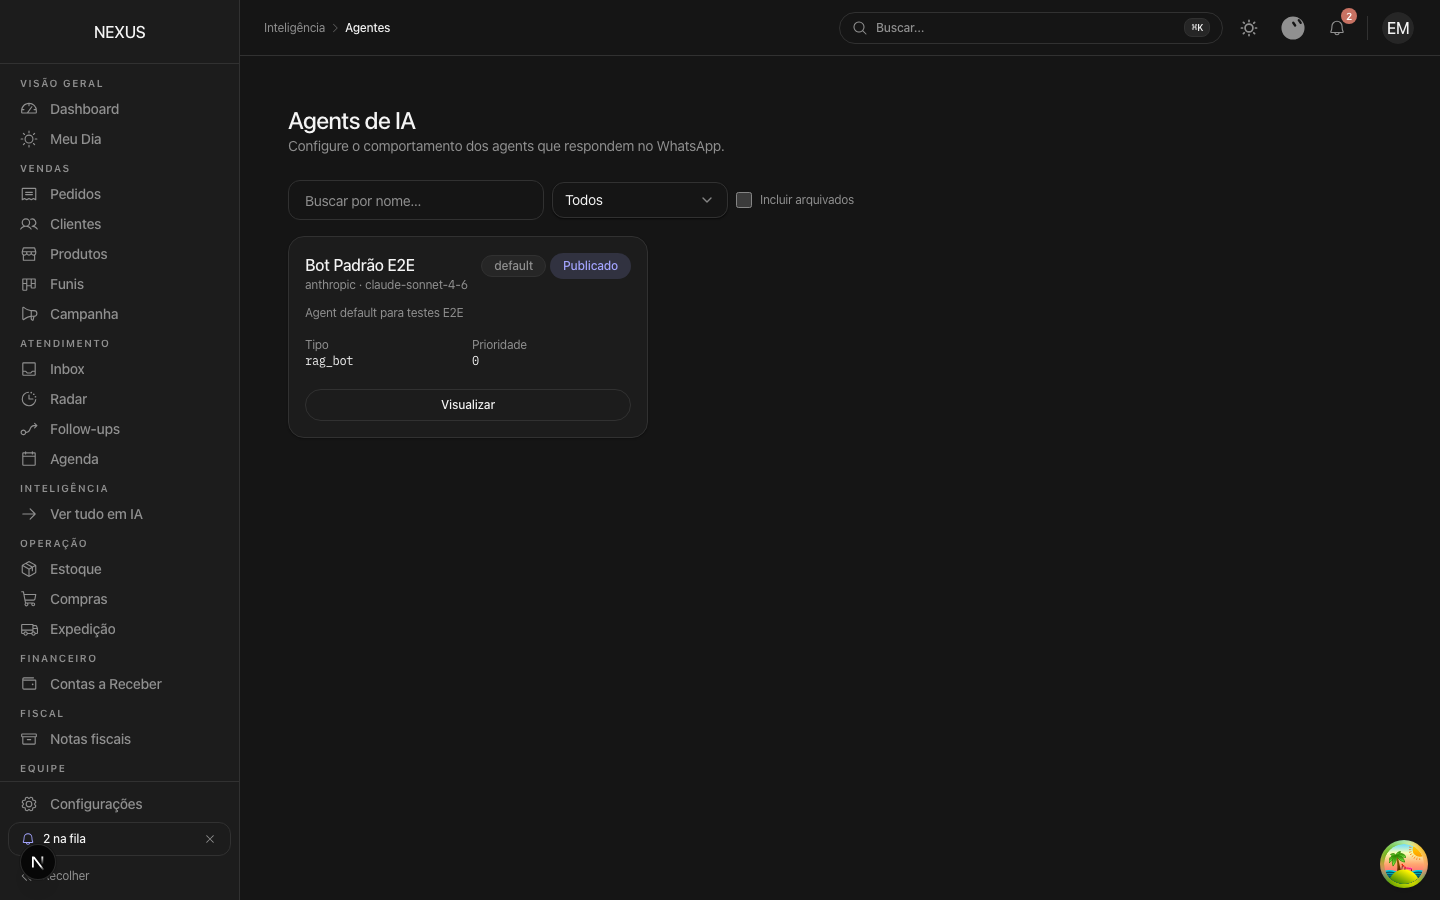 NEXUS
VISÃO GERAL
Dashboard
Meu Dia
VENDAS
Pedidos
Clientes
Produtos
Funis
Campanha
ATENDIMENTO
Inbox
Radar
Follow-ups
Agenda
INTELIGÊNCIA
Ver tudo em IA
OPERAÇÃO
Estoque
Compras
Expedição
FINANCEIRO
Contas a Receber
FISCAL
Notas fiscais
EQUIPE
Configurações
2 na fila
N
Inteligência > Agentes
Buscar...
⌘K
2
EM
Agents de IA
Configure o comportamento dos agents que respondem no WhatsApp.
Buscar por nome...
Todos
Incluir arquivados
Bot Padrão E2E
default
Publicado
anthropic · claude-sonnet-4-6
Agent default para testes E2E
Tipo
Prioridade
rag_bot
0
Visualizar